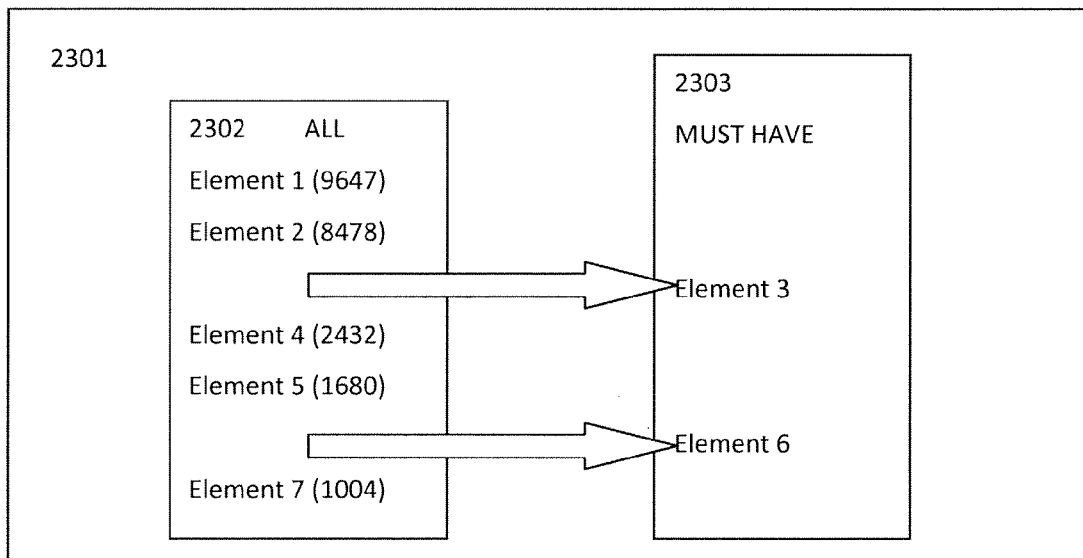 2301
2302 ALL
Element 1 (9647)
Element 2 (8478)
Element 4 (2432)
Element 5 (1680)
Element 7 (1004)
2303
MUST HAVE
Element 3
Element 6